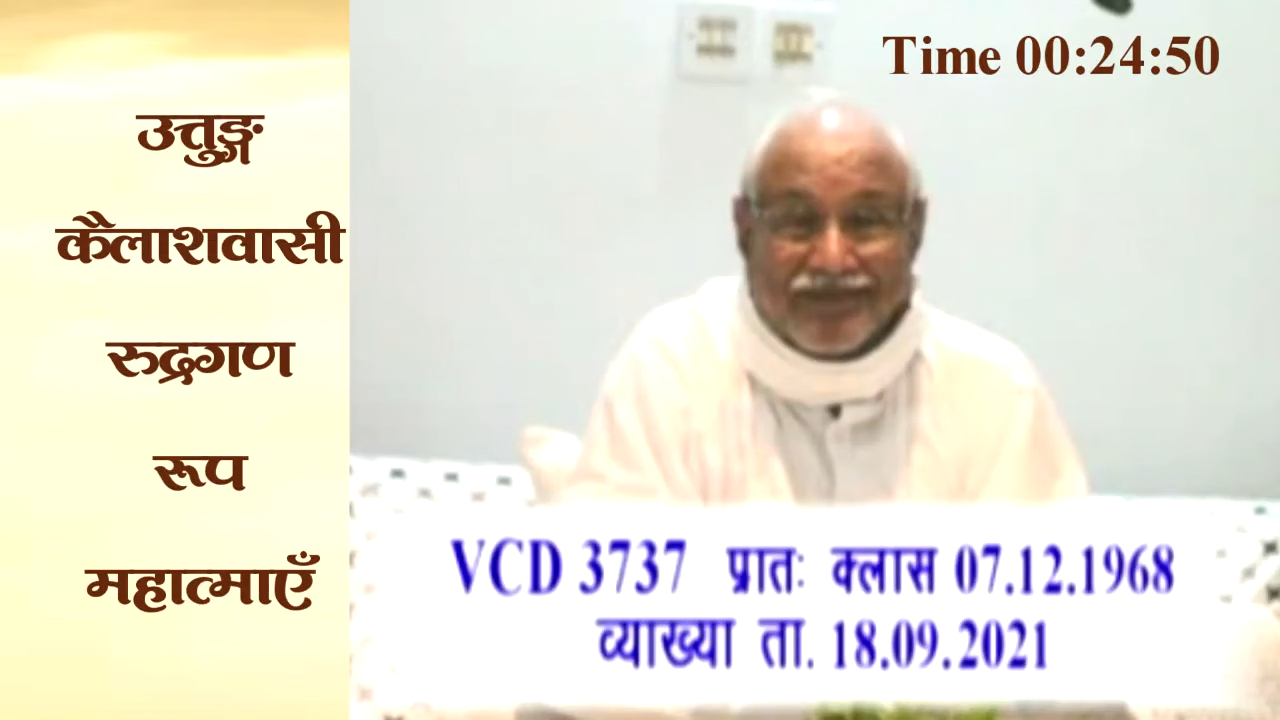 उत्तुङ्ग
कैलाशवासी
रुद्रगण
रूप
महात्माएँ
Time 00:24:50
VCD 3737 प्रातः क्लास 07.12.1968
व्याख्या ता. 18.09.2021